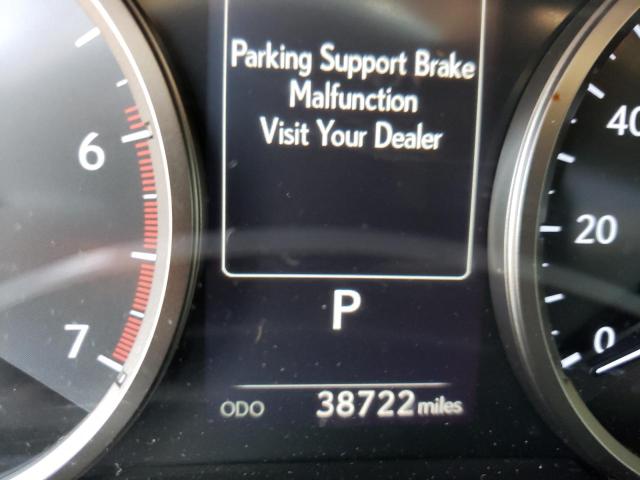 Parking Support Brake
Malfunction
Visit Your Dealer
6
7
40
20
0
P
ODO 38722 miles